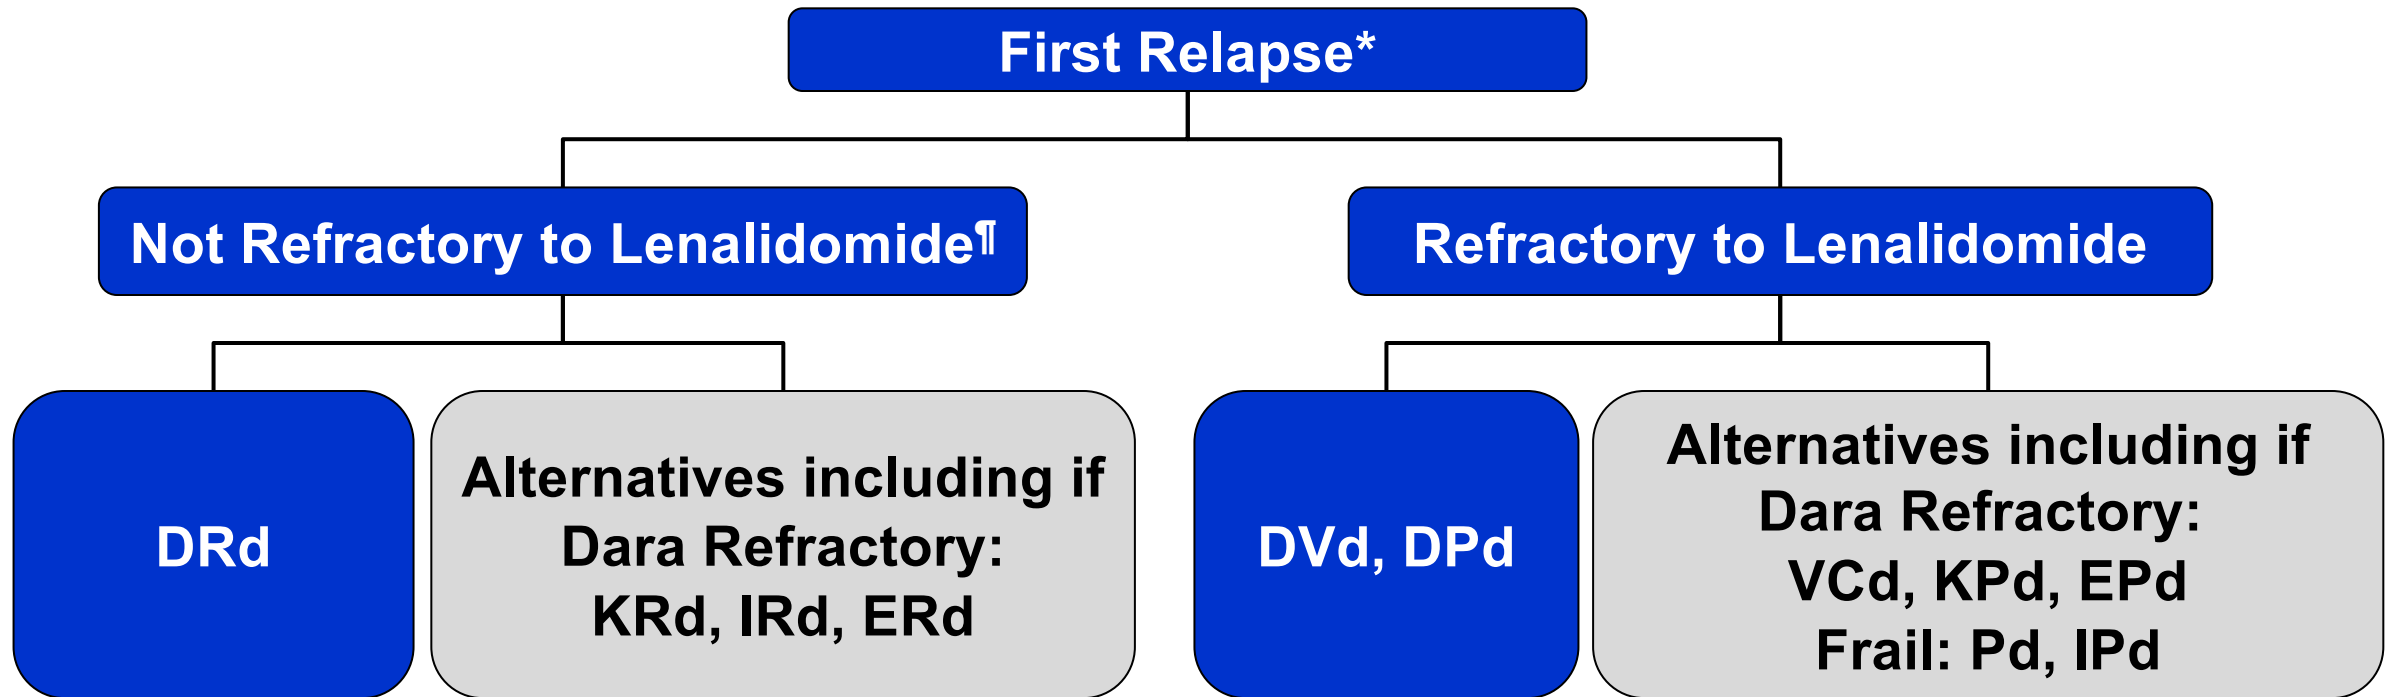 First Relapse*
Not Refractory to Lenalidomide¶
Refractory to Lenalidomide
DRd
Alternatives including if
Dara Refractory:
KRd, IRd, ERd
DVd, DPd
Alternatives including if
Dara Refractory:
VCd, KPd, EPd
Frail: Pd, IPd